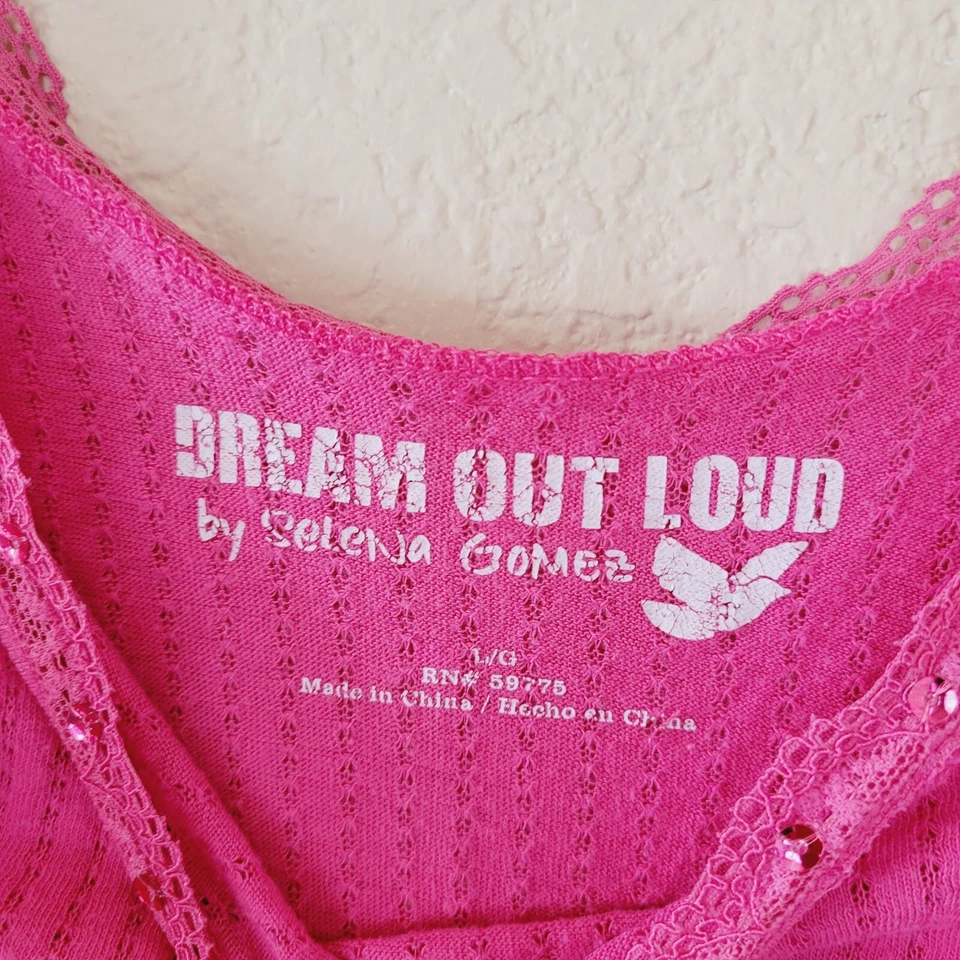 DREAM OUT LOUD
by Selena Gomez
L/G
RN# 59775
Made in China / Hecho en China